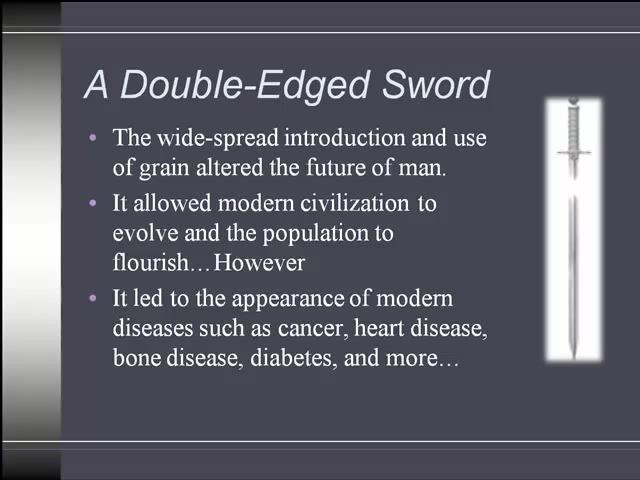 A Double-Edged Sword
• The wide-spread introduction and use
of grain altered the future of man.
• It allowed modern civilization to
evolve and the population to
flourish…However
• It led to the appearance of modern
diseases such as cancer, heart disease,
bone disease, diabetes, and more…